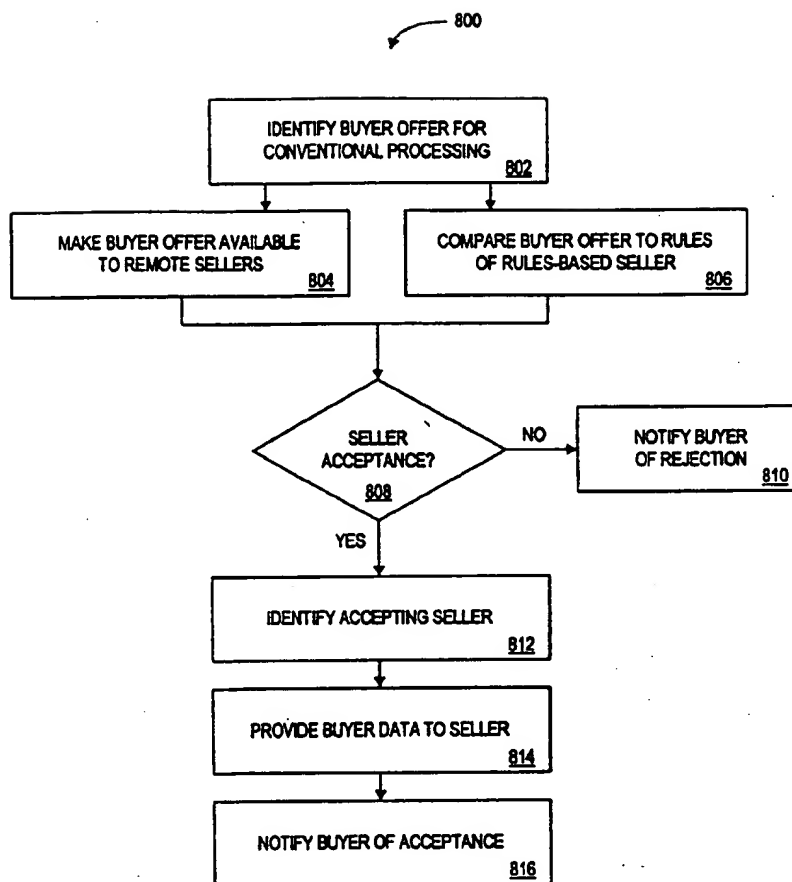 800
IDENTIFY BUYER OFFER FOR
CONVENTIONAL PROCESSING
802
MAKE BUYER OFFER AVAILABLE
TO REMOTE SELLERS
804
COMPARE BUYER OFFER TO RULES
OF RULES-BASED SELLER
806
SELLER
ACCEPTANCE?
808
NO
NOTIFY BUYER
OF REJECTION
810
YES
IDENTIFY ACCEPTING SELLER
812
PROVIDE BUYER DATA TO SELLER
814
NOTIFY BUYER OF ACCEPTANCE
816